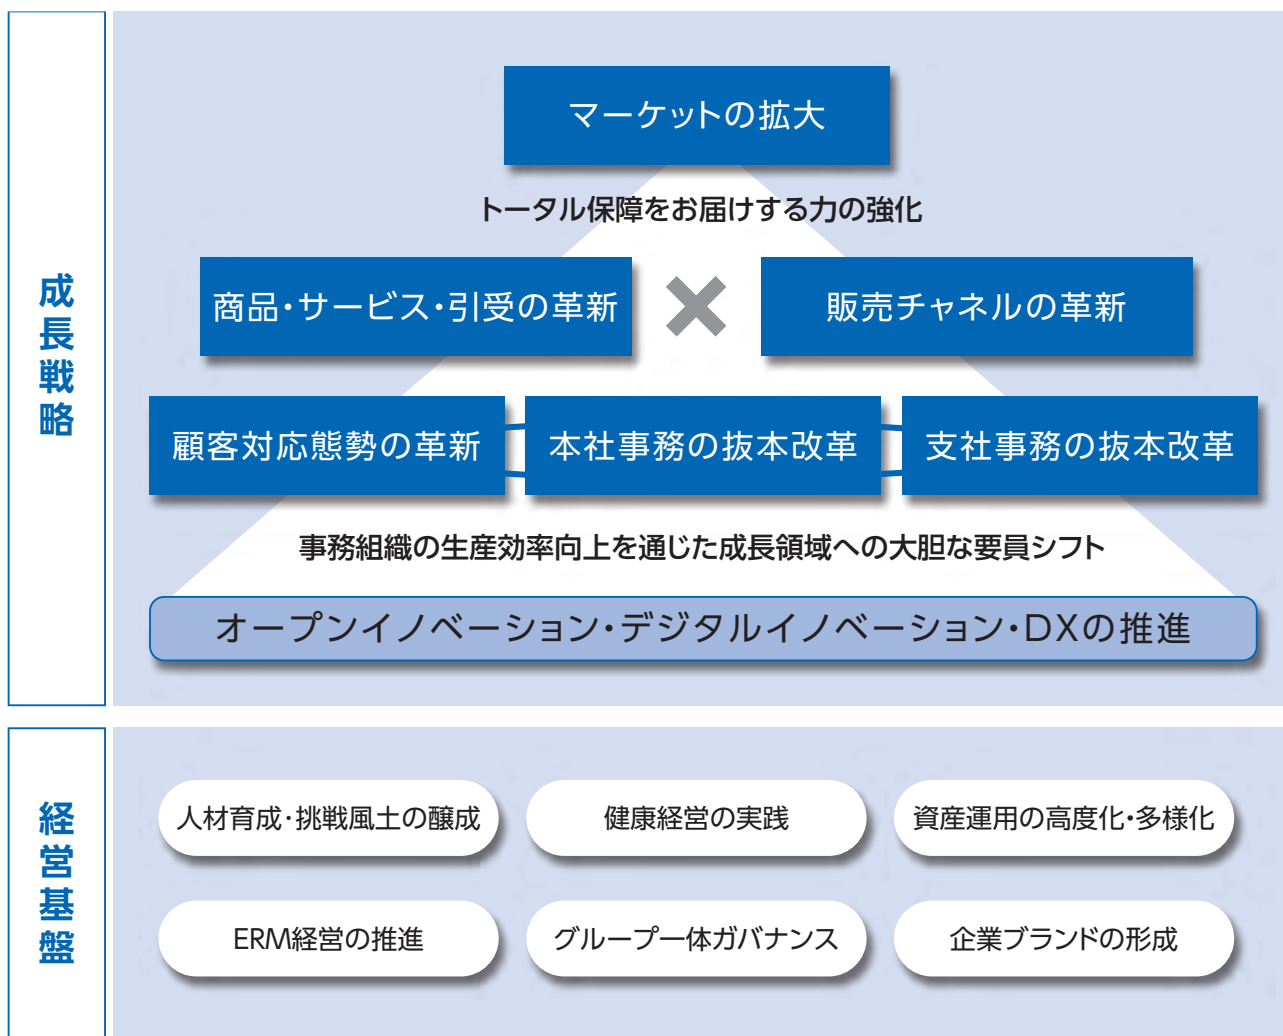 成長戦略
マーケットの拡大
トータル保障をお届けする力の強化
商品・サービス・引受の革新
×
販売チャネルの革新
顧客対応態勢の革新
本社事務の抜本改革
支社事務の抜本改革
事務組織の生産効率向上を通じた成長領域への大胆な要員シフト
オープンイノベーション・デジタルイノベーション・DXの推進
経営基盤
人材育成・挑戦風土の醸成
健康経営の実践
資産運用の高度化・多様化
ERM経営の推進
グループ一体ガバナンス
企業ブランドの形成